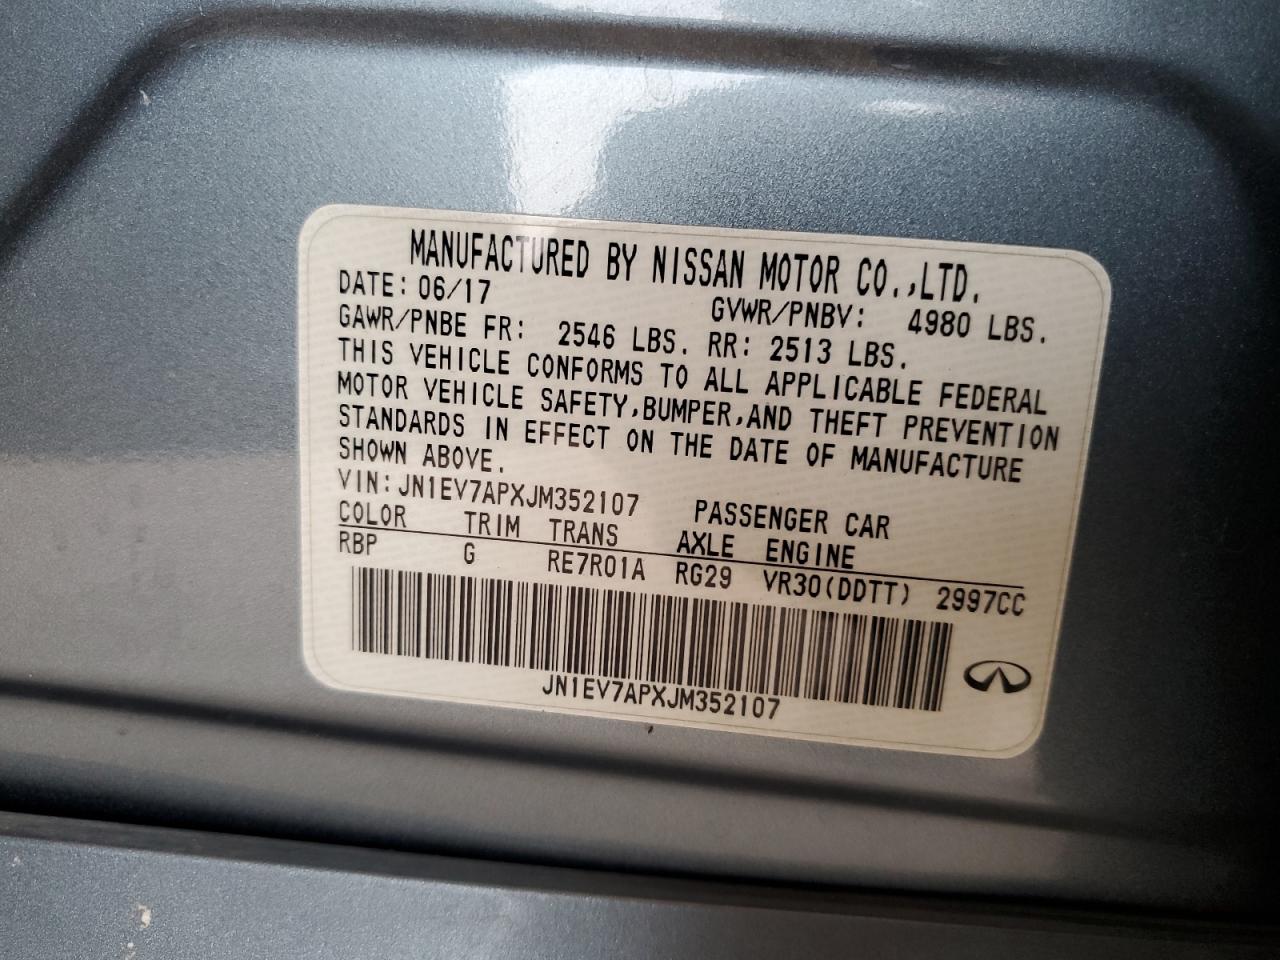 MANUFACTURED BY NISSAN MOTOR CO.,LTD.
DATE: 06/17 GVWR/PNBV: 4980 LBS.
GAWR/PNBE FR: 2546 LBS. RR: 2513 LBS.
THIS VEHICLE CONFORMS TO ALL APPLICABLE FEDERAL
MOTOR VEHICLE SAFETY,BUMPER,AND THEFT PREVENTION
STANDARDS IN EFFECT ON THE DATE OF MANUFACTURE
SHOWN ABOVE.
VIN: JN1EV7APXJM352107 PASSENGER CAR
COLOR TRIM TRANS AXLE ENGINE
RBP G RE7R01A RG29 VR30(DDTT) 2997CC
JN1EV7APXJM352107